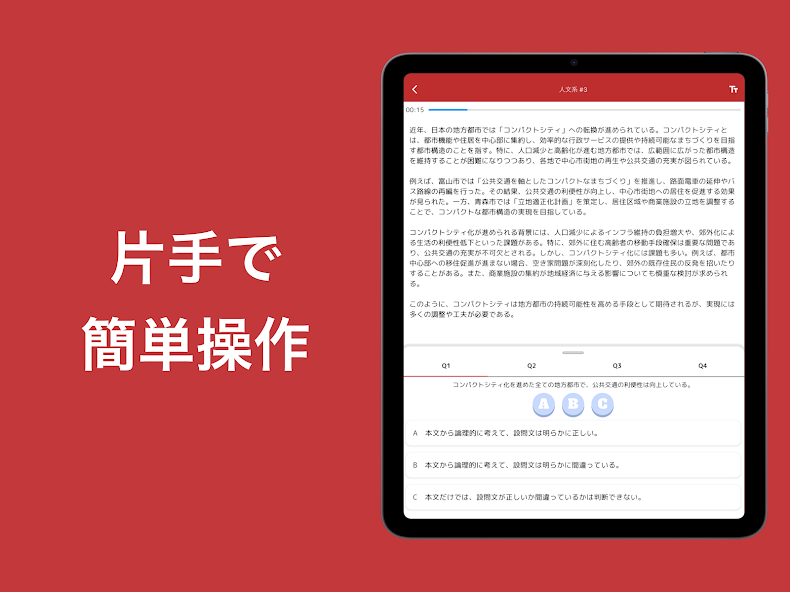 片手で
簡単操作
人文系 #3
00:15
近年、日本の地方都市では「コンパクトシティ」への転換が進められている。コンパクトシティと
は、都市機能や住居を中心部に集約し、効率的な行政サービスの提供や持続可能なまちづくりを目指
す都市構造のことを指す。特に、人口減少と高齢化が進む地方都市では、広範囲に広がった都市構造
を維持することが困難になりつつあり、各地で中心市街地の再生や公共交通の充実が図られている。
例えば、富山市では「公共交通を軸としたコンパクトなまちづくり」を推進し、路面電車の延伸やバ
ス路線の再編を行った。その結果、公共交通の利便性が向上し、中心市街地への居住を促進する効果
が見られた。一方、青森市では「立地適正化計画」を策定し、居住区域や商業施設の立地を調整する
ことで、コンパクトな都市構造の実現を目指している。
コンパクトシティ化が進められる背景には、人口減少によるインフラ維持の負担増大や、郊外化によ
る生活の利便性低下といった課題がある。特に、郊外に住む高齢者の移動手段確保は重要な問題であ
り、公共交通の充実が不可欠とされる。しかし、コンパクトシティ化には課題も多い。例えば、都市
中心部への移住促進が進まない場合、空き家問題が深刻化したり、郊外の既存住民の反発を招いたり
することがある。また、商業施設の集約が地域経済に与える影響についても慎重な検討が求められ
る。
このように、コンパクトシティは地方都市の持続可能性を高める手段として期待されるが、実現には
多くの調整や工夫が必要である。
Q1 Q2 Q3 Q4
コンパクトシティ化を進めた全ての地方都市で、公共交通の利便性は向上している。
A B C
A 本文から論理的に考えて、設問文は明らかに正しい。
B 本文から論理的に考えて、設問文は明らかに間違っている。
C 本文だけでは、設問文が正しいか間違っているかは判断できない。